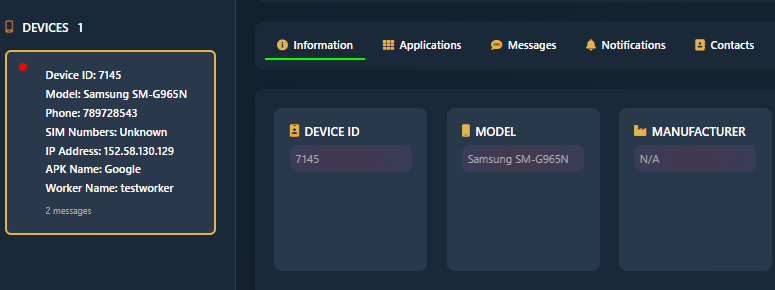 DEVICES 1
Device ID: 7145
Model: Samsung SM-G965N
Phone: 789728543
SIM Numbers: Unknown
IP Address: 152.58.130.129
APK Name: Google
Worker Name: testworker
2 messages
Information Applications Messages Notifications Contacts
DEVICE ID
7145
MODEL
Samsung SM-G965N
MANUFACTURER
N/A